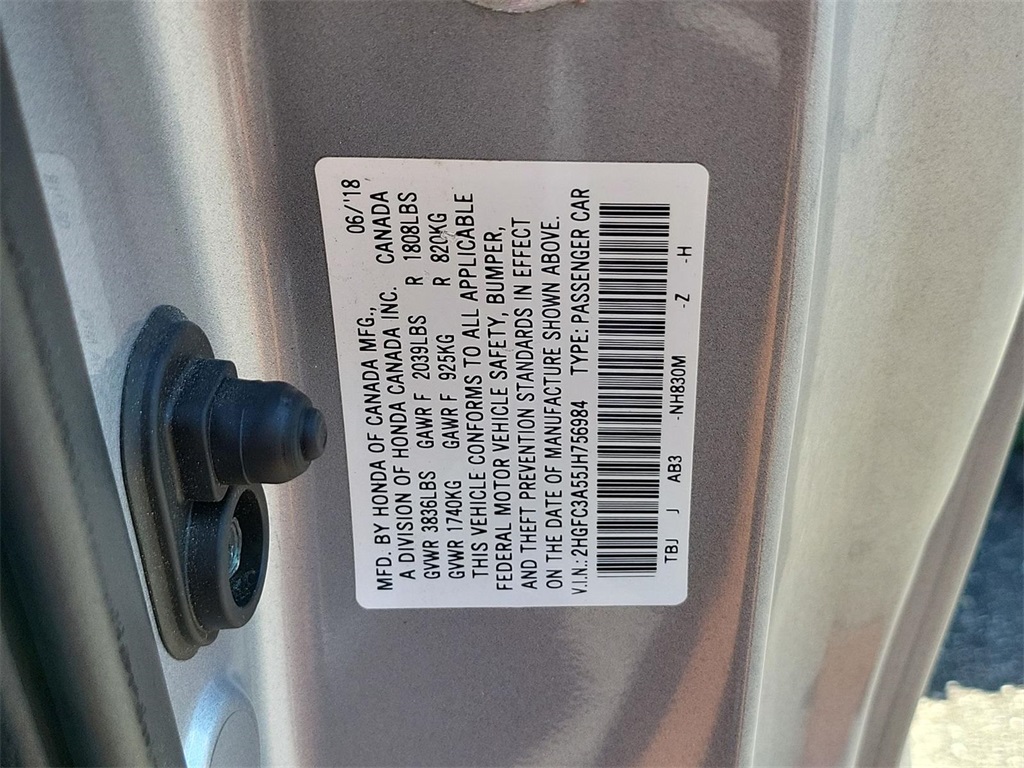 06/'18
MFD. BY HONDA OF CANADA MFG.,
A DIVISION OF HONDA CANADA INC. CANADA
GVWR 3836LBS GAWR F 2039LBS R 1808LBS
GVWR 1740KG GAWR F 925KG R 820KG
THIS VEHICLE CONFORMS TO ALL APPLICABLE
FEDERAL MOTOR VEHICLE SAFETY, BUMPER,
AND THEFT PREVENTION STANDARDS IN EFFECT
ON THE DATE OF MANUFACTURE SHOWN ABOVE.
V.I.N.:2HGFC3A55JH756984 TYPE:PASSENGER CAR
TBJ J AB3 -NH830M -Z -H